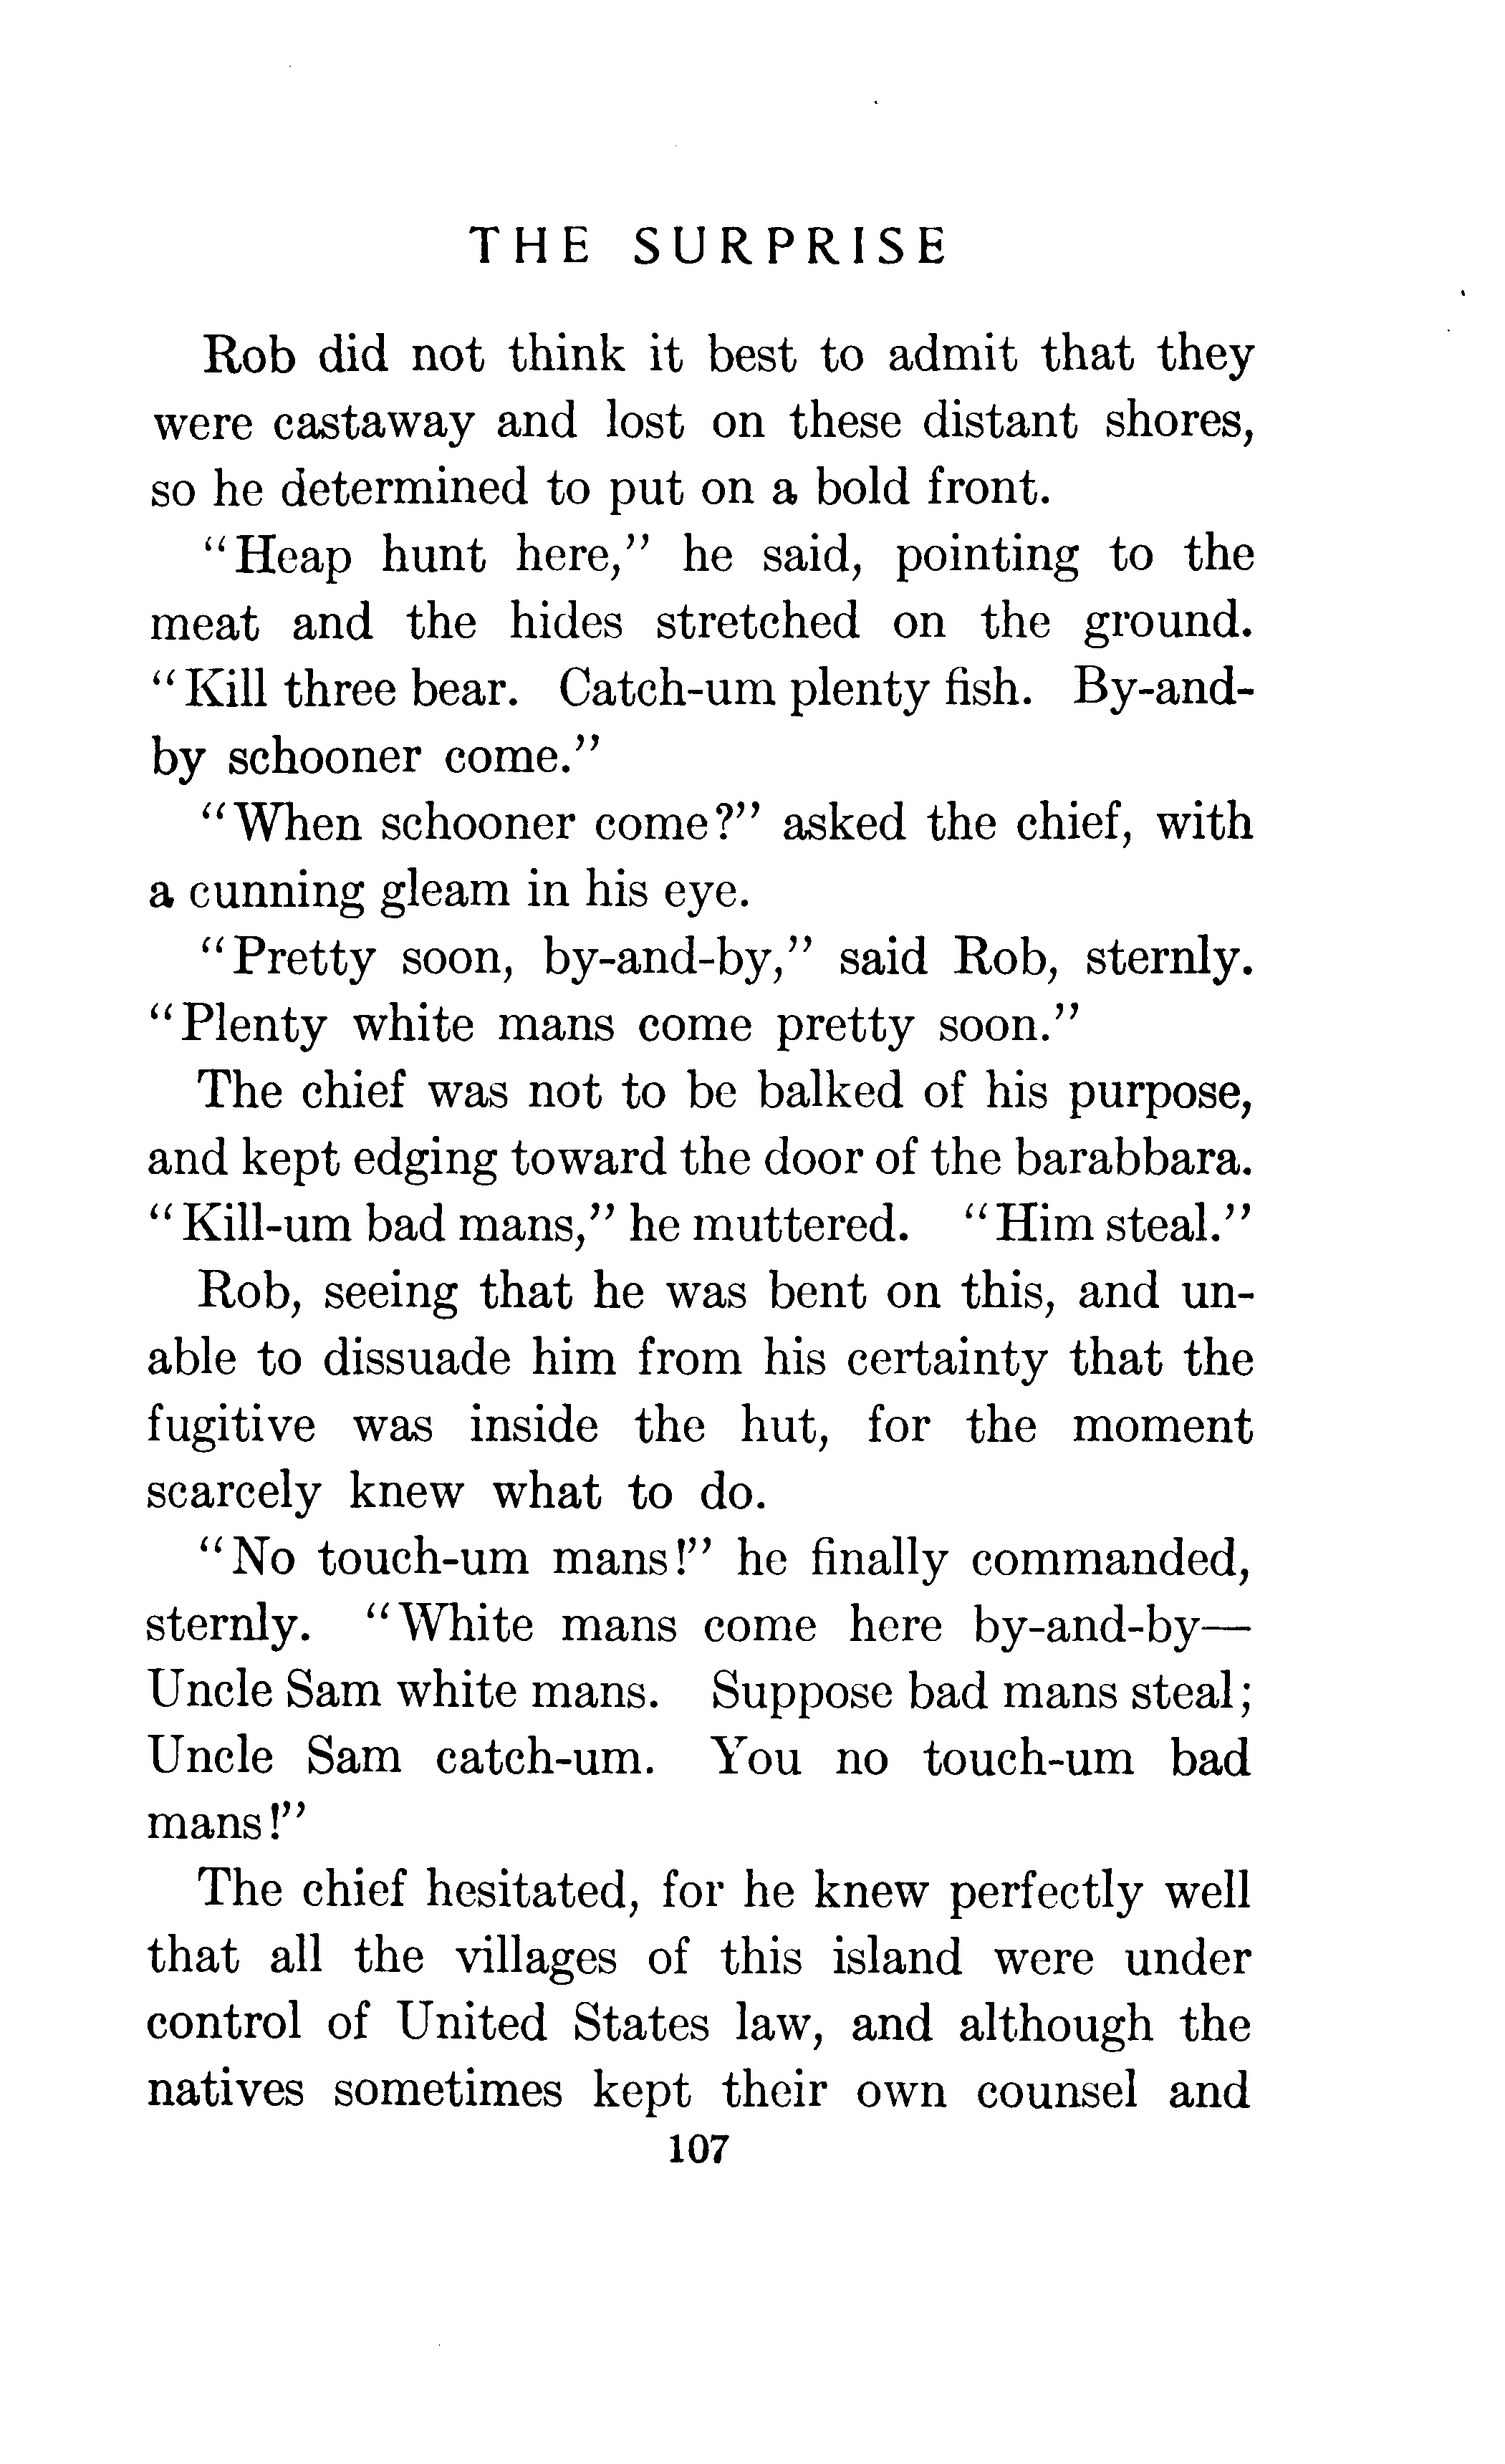 THE SURPRISE
Rob did not think it best to admit that they
were castaway and lost on these distant shores,
so he determined to put on a bold front.
"Heap hunt here," he said, pointing to the
meat and the hides stretched on the ground.
"Kill three bear. Catch-um plenty fish. By-and-
by schooner come."
"When schooner come?" asked the chief, with
a cunning gleam in his eye.
"Pretty soon, by-and-by," said Rob, sternly.
"Plenty white mans come pretty soon."
The chief was not to be balked of his purpose,
and kept edging toward the door of the barabbara.
"Kill-um bad mans," he muttered. "Him steal."
Rob, seeing that he was bent on this, and un-
able to dissuade him from his certainty that the
fugitive was inside the hut, for the moment
scarcely knew what to do.
"No touch-um mans!" he finally commanded,
sternly. "White mans come here by-and-by—
Uncle Sam white mans. Suppose bad mans steal;
Uncle Sam catch-um. You no touch-um bad
mans!"
The chief hesitated, for he knew perfectly well
that all the villages of this island were under
control of United States law, and although the
natives sometimes kept their own counsel and
107